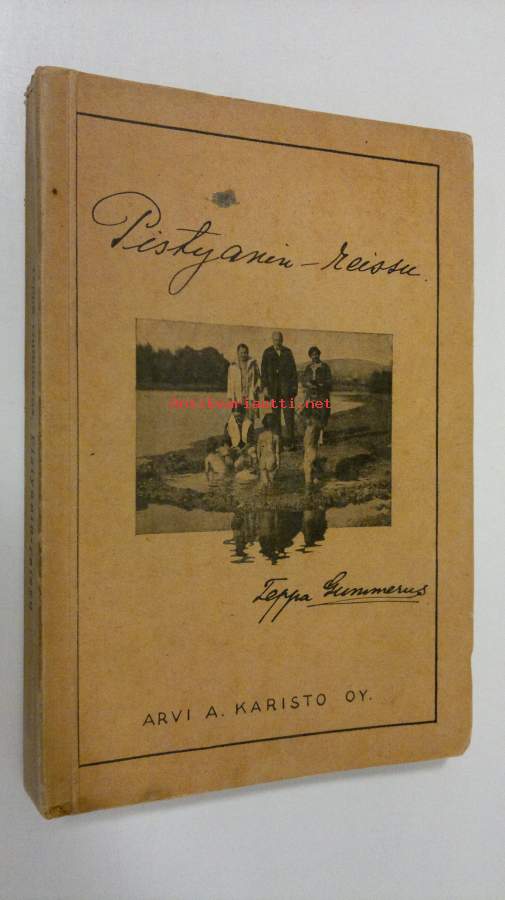 Pistyanin-reissu.
antikvariaatti.net
Teppa Gummerus
ARVI A. KARISTO OY.